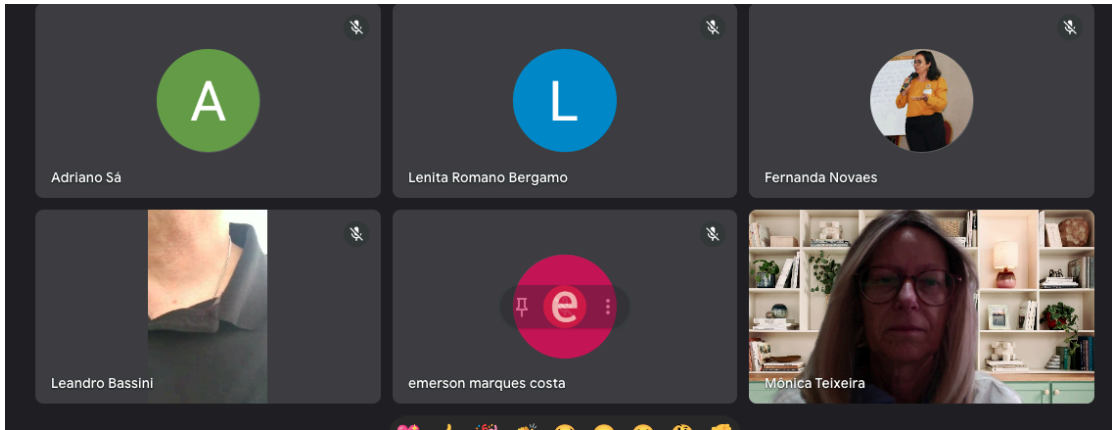 A
L
Adriano Sá
Lenita Romano Bergamo
Fernanda Novaes
e
Leandro Bassini
emerson marques costa
Mônica Teixeira